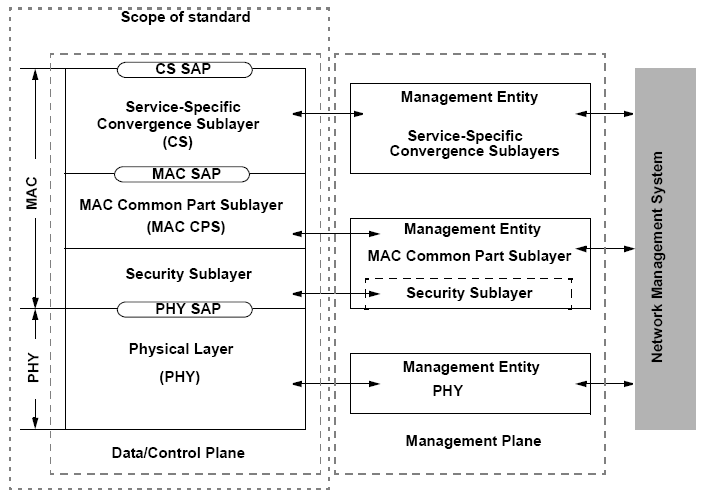 Scope of standard
CS SAP
Service-Specific
Convergence Sublayer
(CS)
MAC SAP
MAC Common Part Sublayer
(MAC CPS)
Security Sublayer
PHY SAP
Physical Layer
(PHY)
Data/Control Plane
MAC
PHY
Management Entity
Service-Specific
Convergence Sublayers
Management Entity
MAC Common Part Sublayer
Security Sublayer
Management Entity
PHY
Management Plane
Network Management System